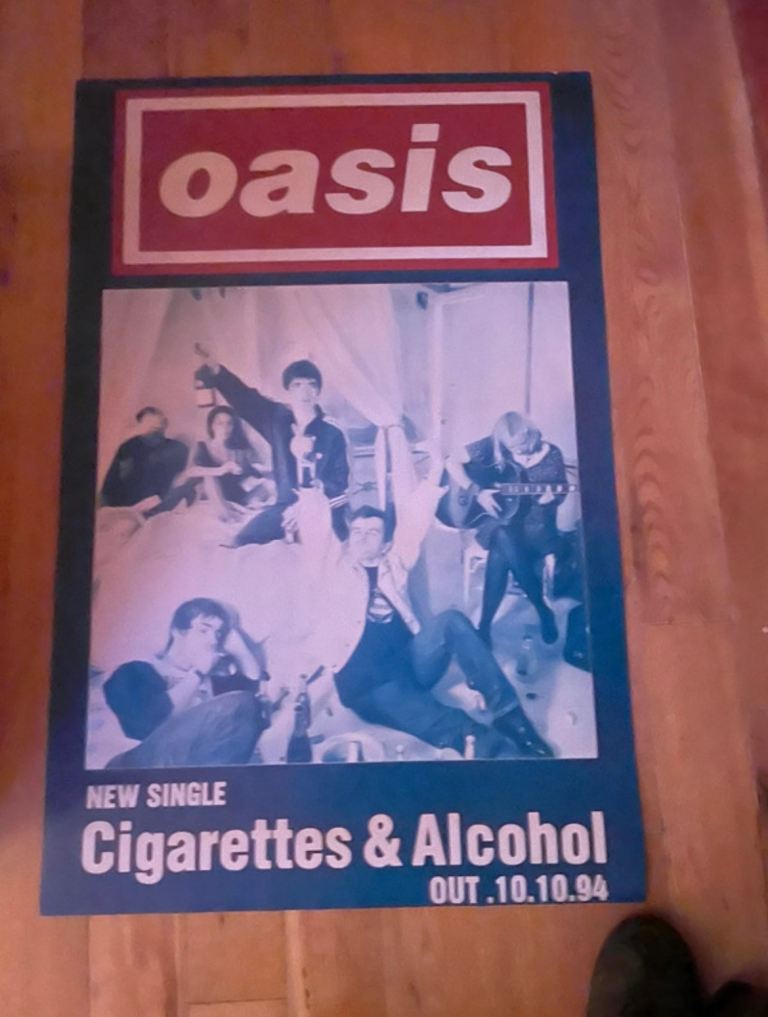 oasis
NEW SINGLE
Cigarettes & Alcohol
OUT .10.10.94